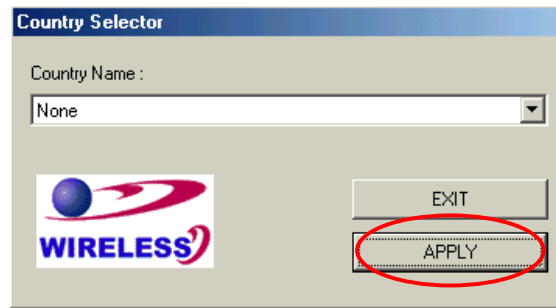 Country Selector
Country Name :
None
EXIT
WIRELESS
APPLY